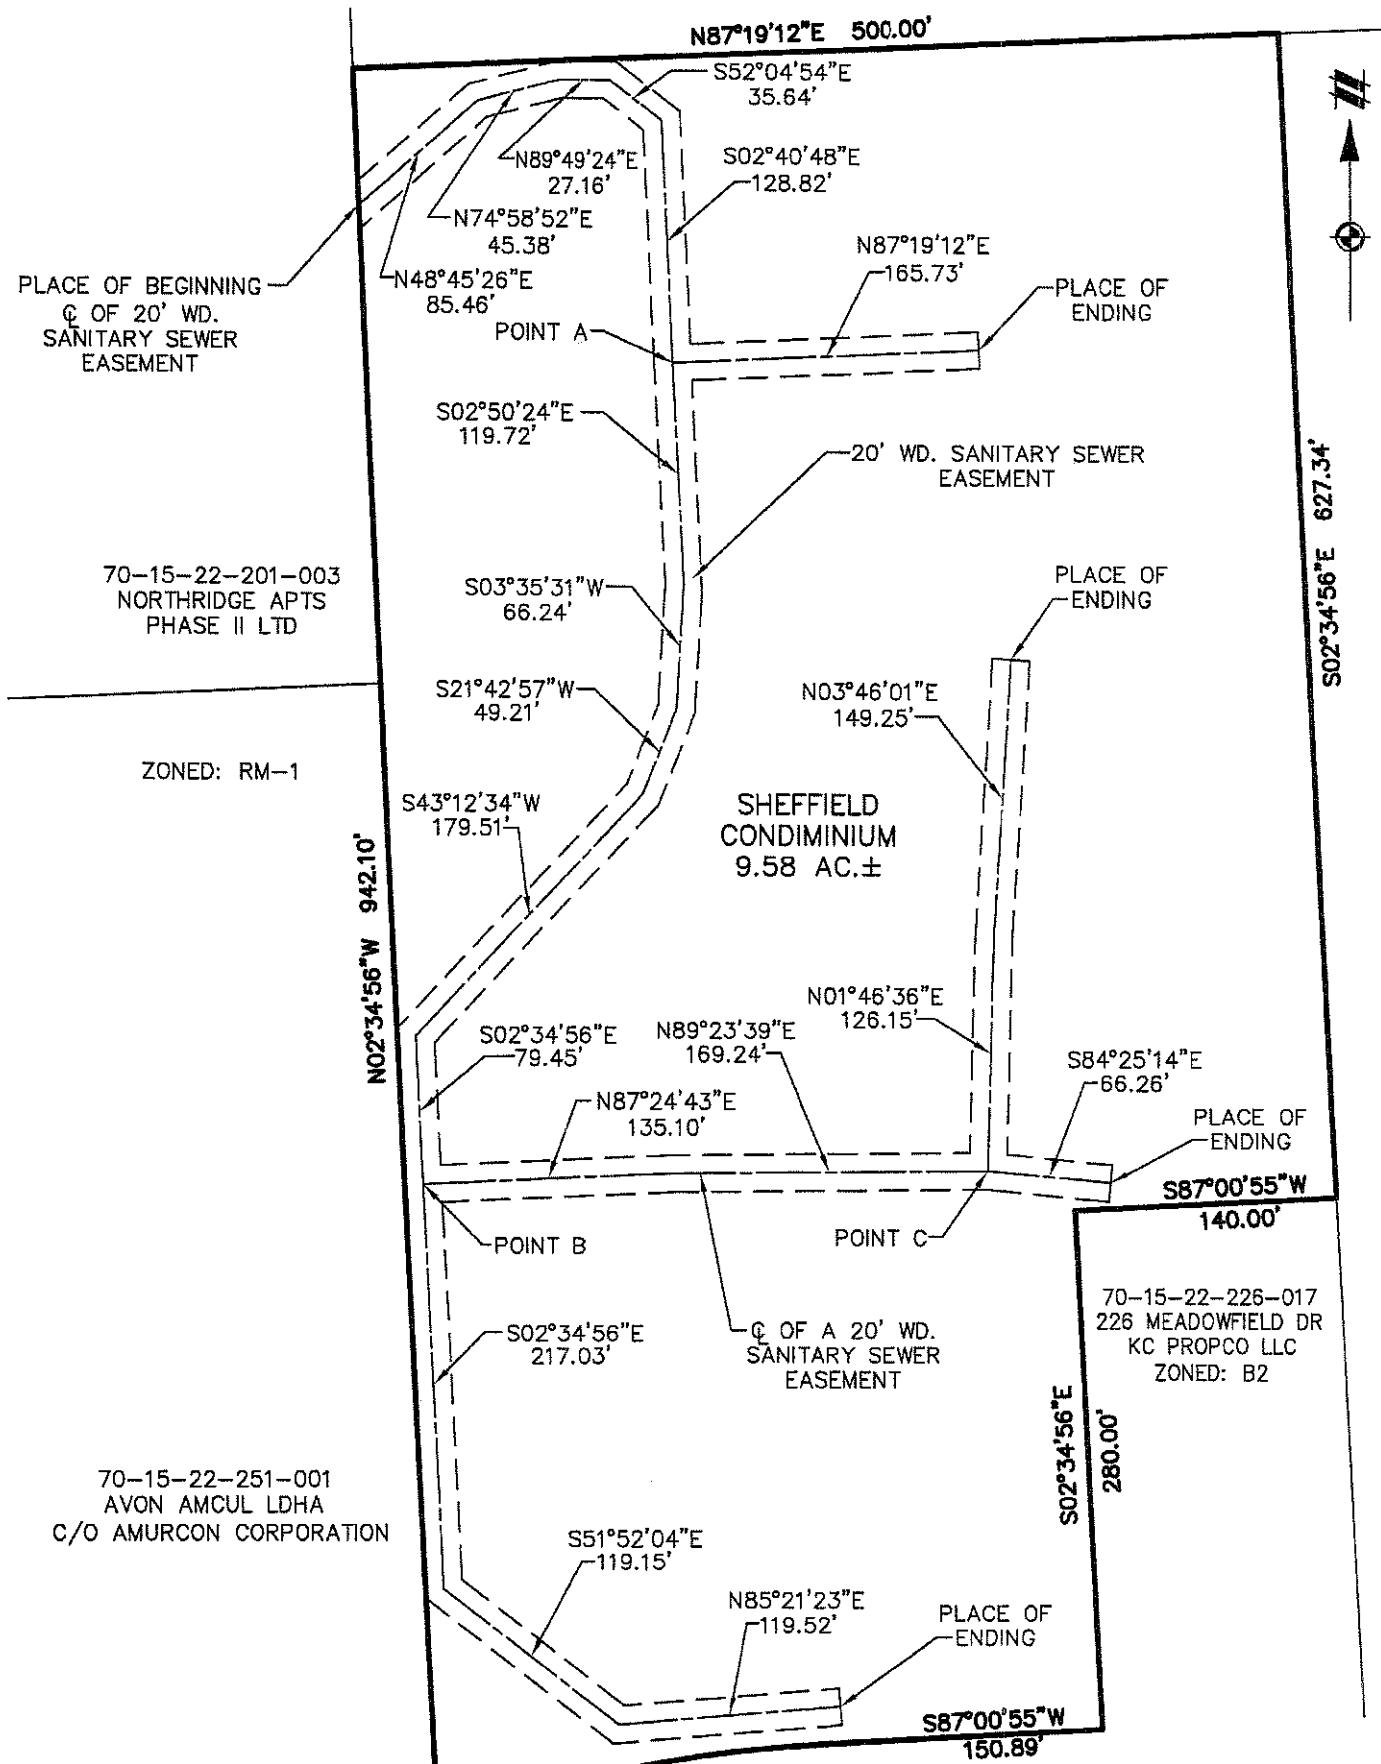 N87°19'12"E 500.00'
S52°04'54"E
35.64'
N89°49'24"E
27.16'
S02°40'48"E
128.82'
N74°58'52"E
45.38'
N87°19'12"E
165.73'
N48°45'26"E
85.46'
PLACE OF BEGINNING
℄ OF 20' WD.
SANITARY SEWER
EASEMENT
PLACE OF
ENDING
POINT A
S02°50'24"E
119.72'
20' WD. SANITARY SEWER
EASEMENT
S02°34'56"E 627.34'
70-15-22-201-003
NORTHRIDGE APTS
PHASE II LTD
S03°35'31"W
66.24'
PLACE OF
ENDING
S21°42'57"W
49.21'
N03°46'01"E
149.25'
ZONED: RM-1
S43°12'34"W
179.51'
SHEFFIELD
CONDIMINIUM
9.58 AC.±
N02°34'56"W 942.10'
N01°46'36"E
126.15'
S02°34'56"E
79.45'
N89°23'39"E
169.24'
S84°25'14"E
66.26'
N87°24'43"E
135.10'
PLACE OF
ENDING
S87°00'55"W
140.00'
POINT B
POINT C
70-15-22-226-017
226 MEADOWFIELD DR
KC PROPCO LLC
ZONED: B2
S02°34'56"E
217.03'
℄ OF A 20' WD.
SANITARY SEWER
EASEMENT
S02°34'56"E
280.00'
70-15-22-251-001
AVON AMCUL LDHA
C/O AMURCON CORPORATION
S51°52'04"E
119.15'
N85°21'23"E
119.52'
PLACE OF
ENDING
S87°00'55"W
150.89'